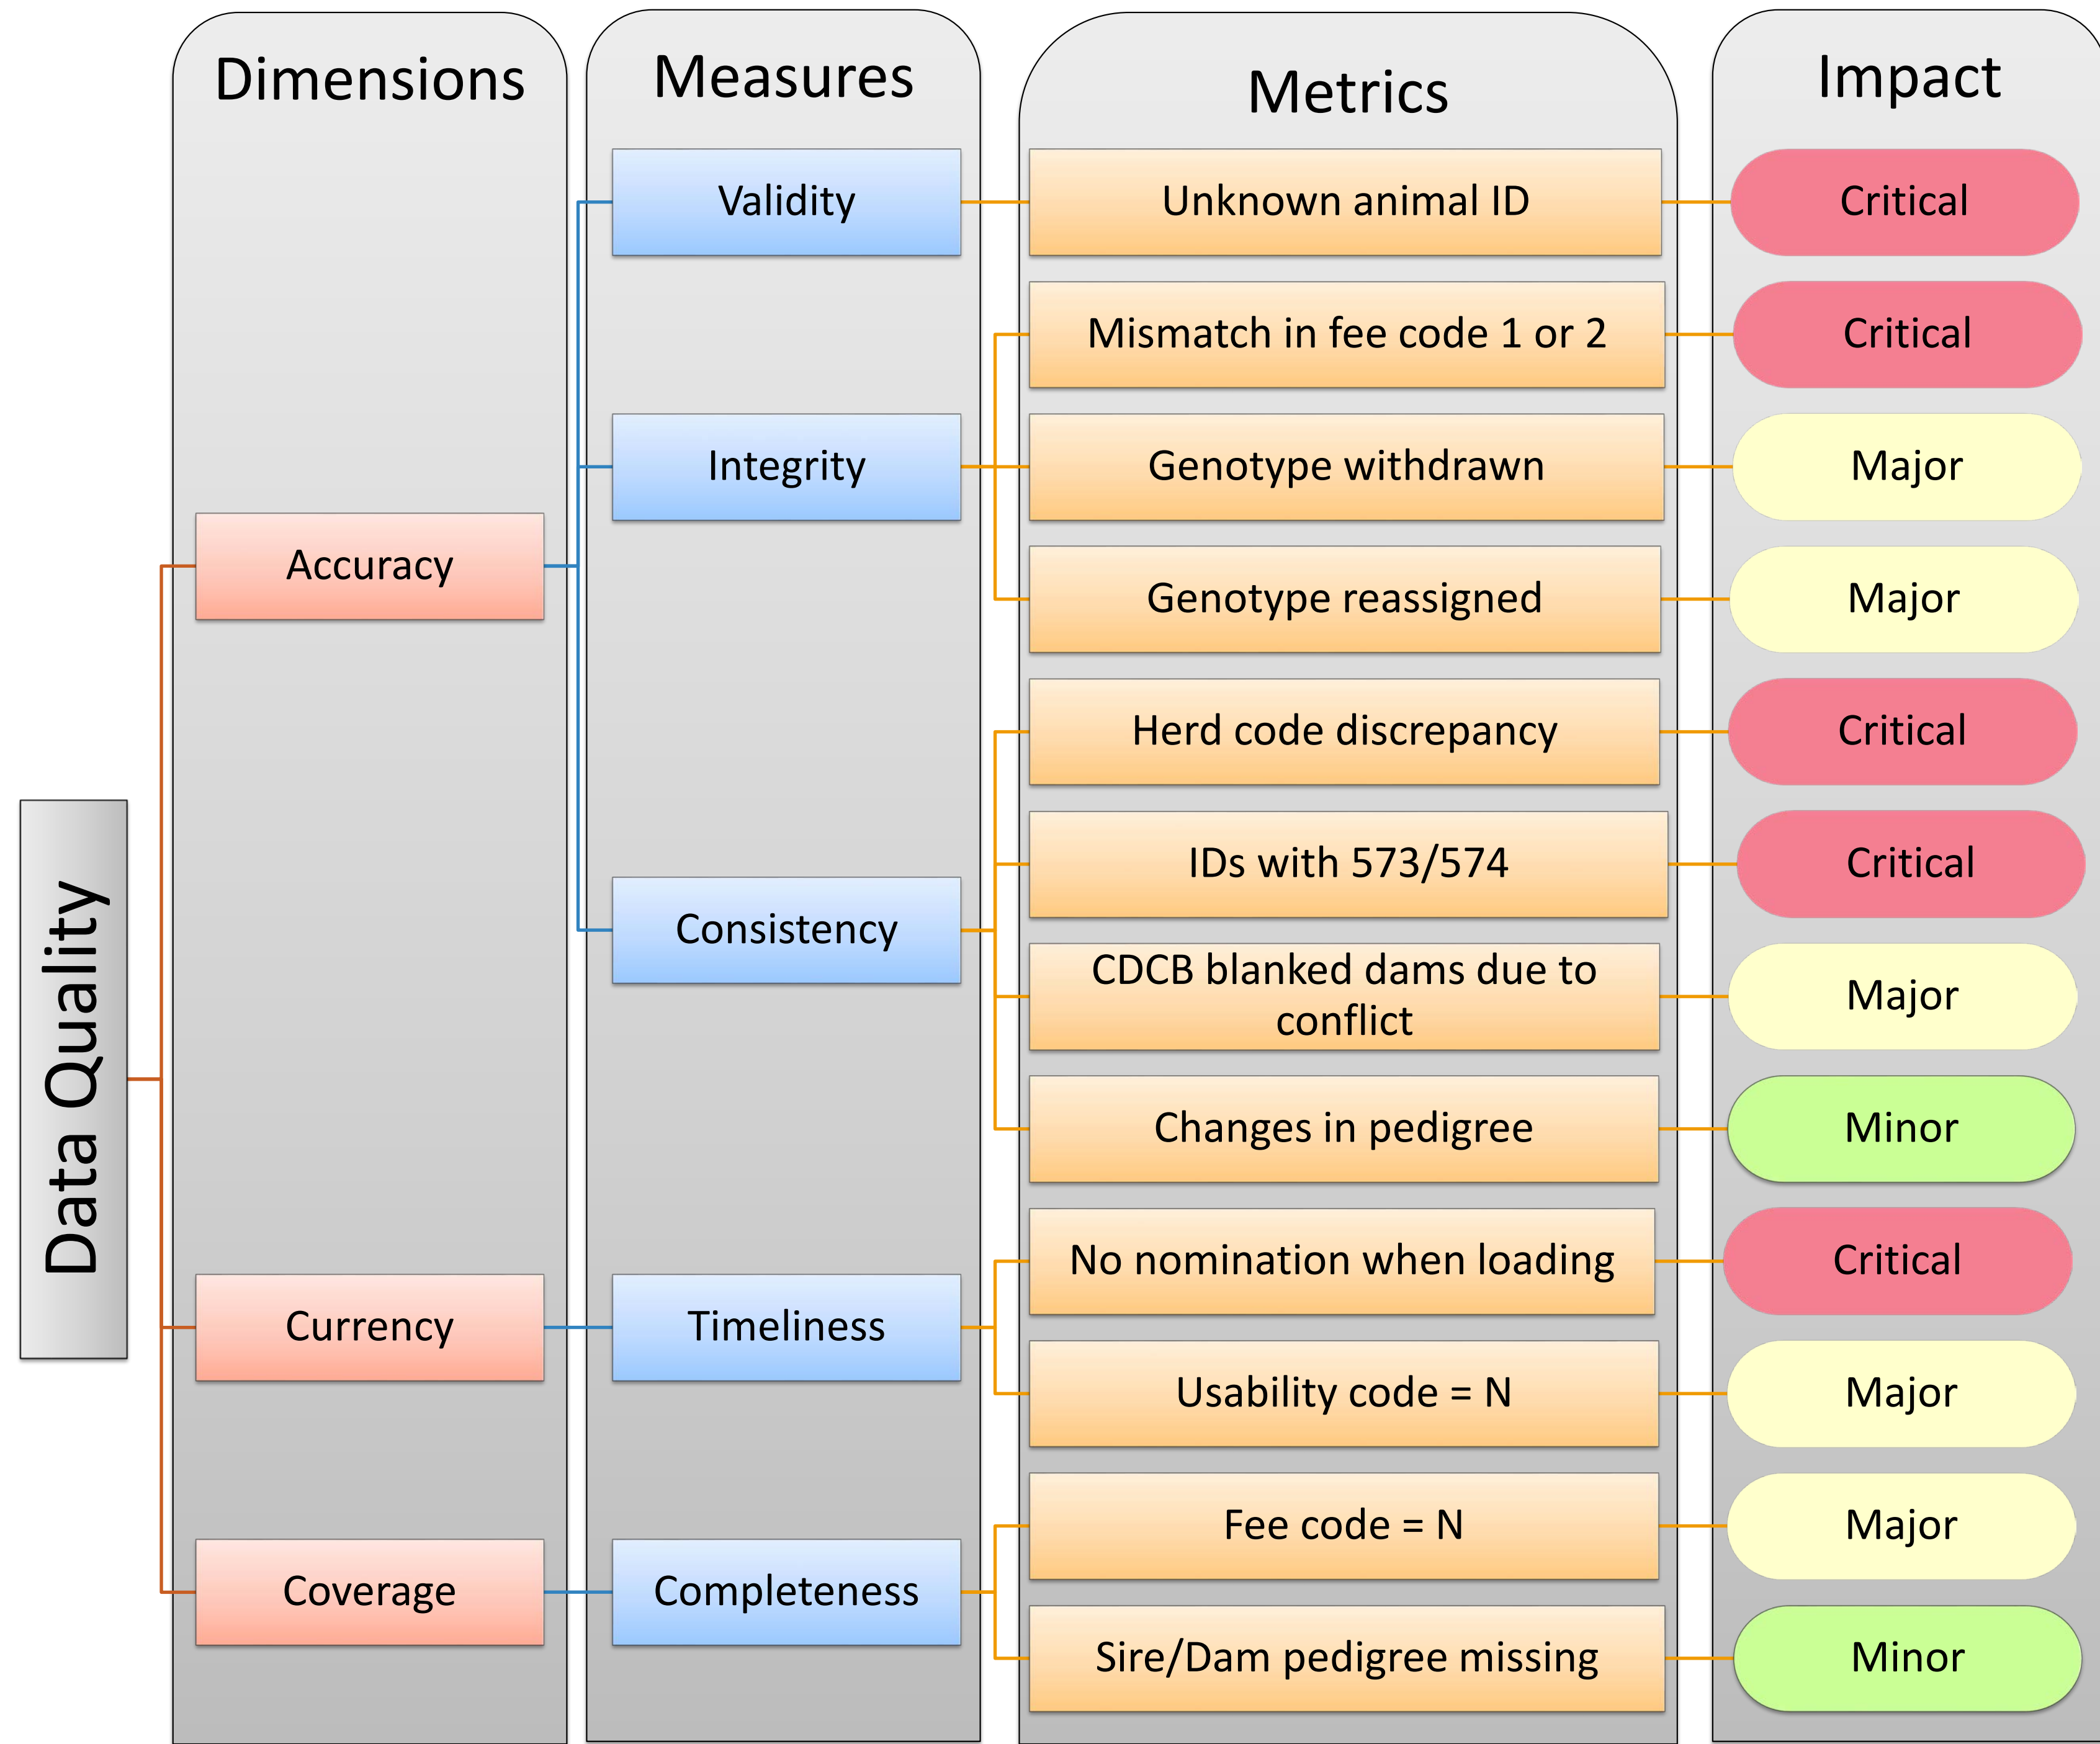 Dimensions
Measures
Metrics
Impact
Data Quality
Accuracy
Validity
Unknown animal ID
Critical
Integrity
Mismatch in fee code 1 or 2
Critical
Genotype withdrawn
Major
Genotype reassigned
Major
Consistency
Herd code discrepancy
Critical
IDs with 573/574
Critical
CDCB blanked dams due to
conflict
Major
Changes in pedigree
Minor
Currency
Timeliness
No nomination when loading
Critical
Usability code = N
Major
Coverage
Completeness
Fee code = N
Major
Sire/Dam pedigree missing
Minor